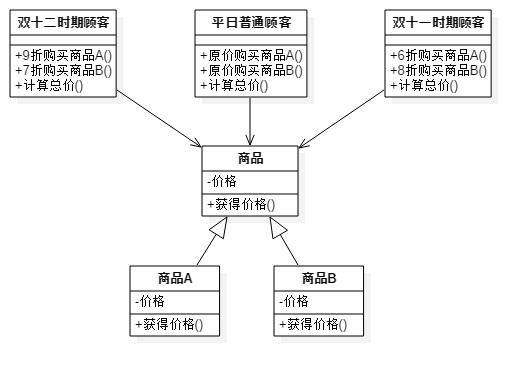 双十二时期顾客
+9折购买商品A()
+7折购买商品B()
+计算总价()
平日普通顾客
+原价购买商品A()
+原价购买商品B()
+计算总价()
双十一时期顾客
+6折购买商品A()
+8折购买商品B()
+计算总价()
商品
-价格
+获得价格()
商品A
-价格
+获得价格()
商品B
-价格
+获得价格()